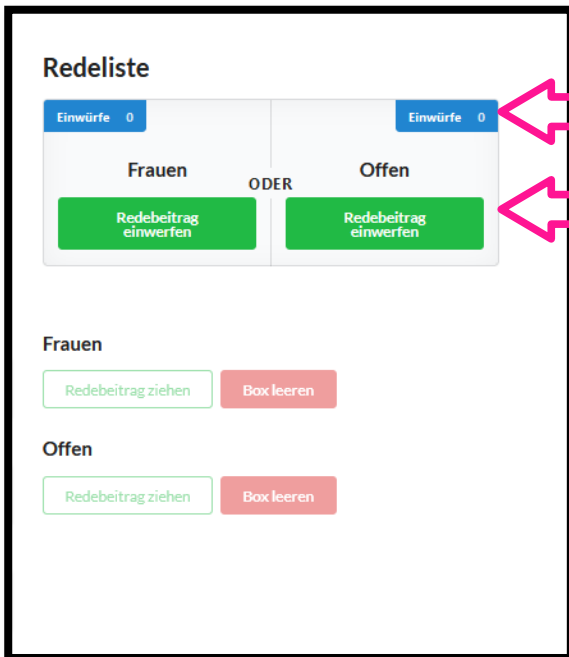 Redeliste
Einwürfe 0
Einwürfe 0
Frauen
ODER
Offen
Redebeitrag
einwerfen
Redebeitrag
einwerfen
Frauen
Redebeitrag ziehen
Box leeren
Offen
Redebeitrag ziehen
Box leeren